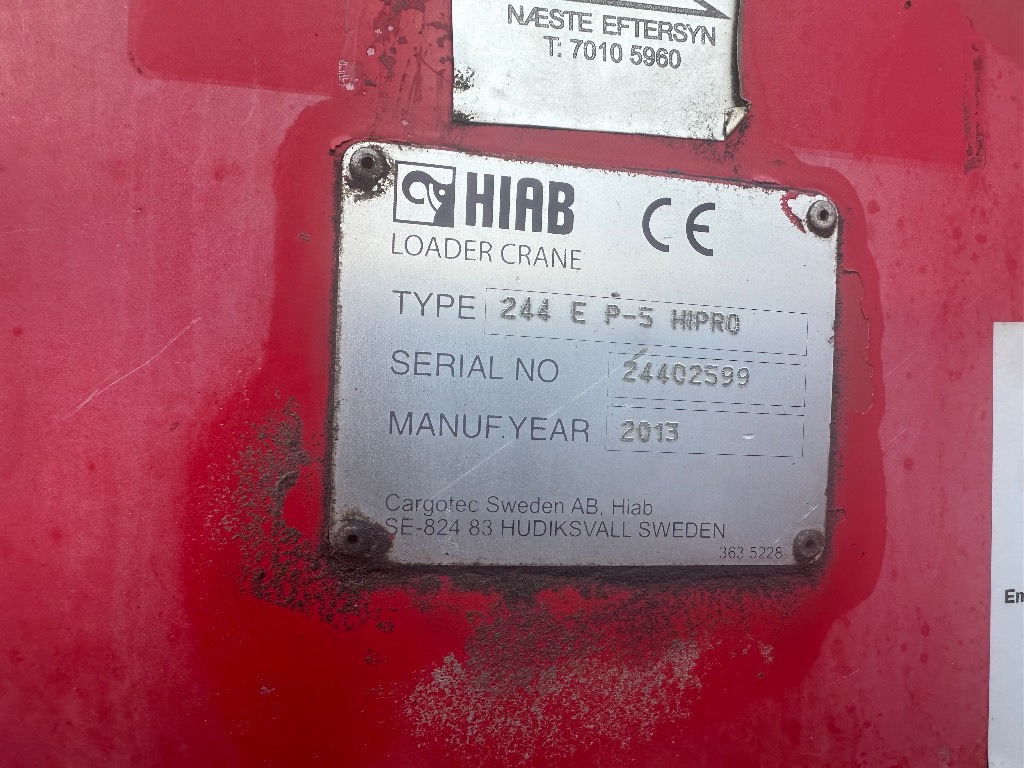 NÆSTE EFTERSYN
T: 7010 5960
HIAB CE
LOADER CRANE
TYPE 244 E P-5 HIPRO
SERIAL NO 24402599
MANUF.YEAR 2013
Cargotec Sweden AB, Hiab
SE-824 83 HUDIKSVALL SWEDEN
363 5228
Em